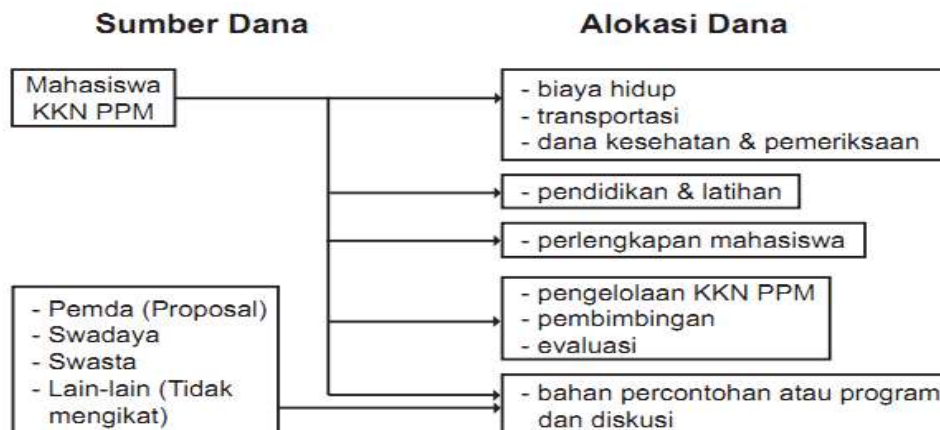 Sumber Dana
Alokasi Dana
Mahasiswa
KKN PPM
- biaya hidup
- transportasi
- dana kesehatan & pemeriksaan
- pendidikan & latihan
- perlengkapan mahasiswa
- Pemda (Proposal)
- Swadaya
- Swasta
- Lain-lain (Tidak
mengikat)
- pengelolaan KKN PPM
- pembimbingan
- evaluasi
- bahan percontohan atau program
dan diskusi